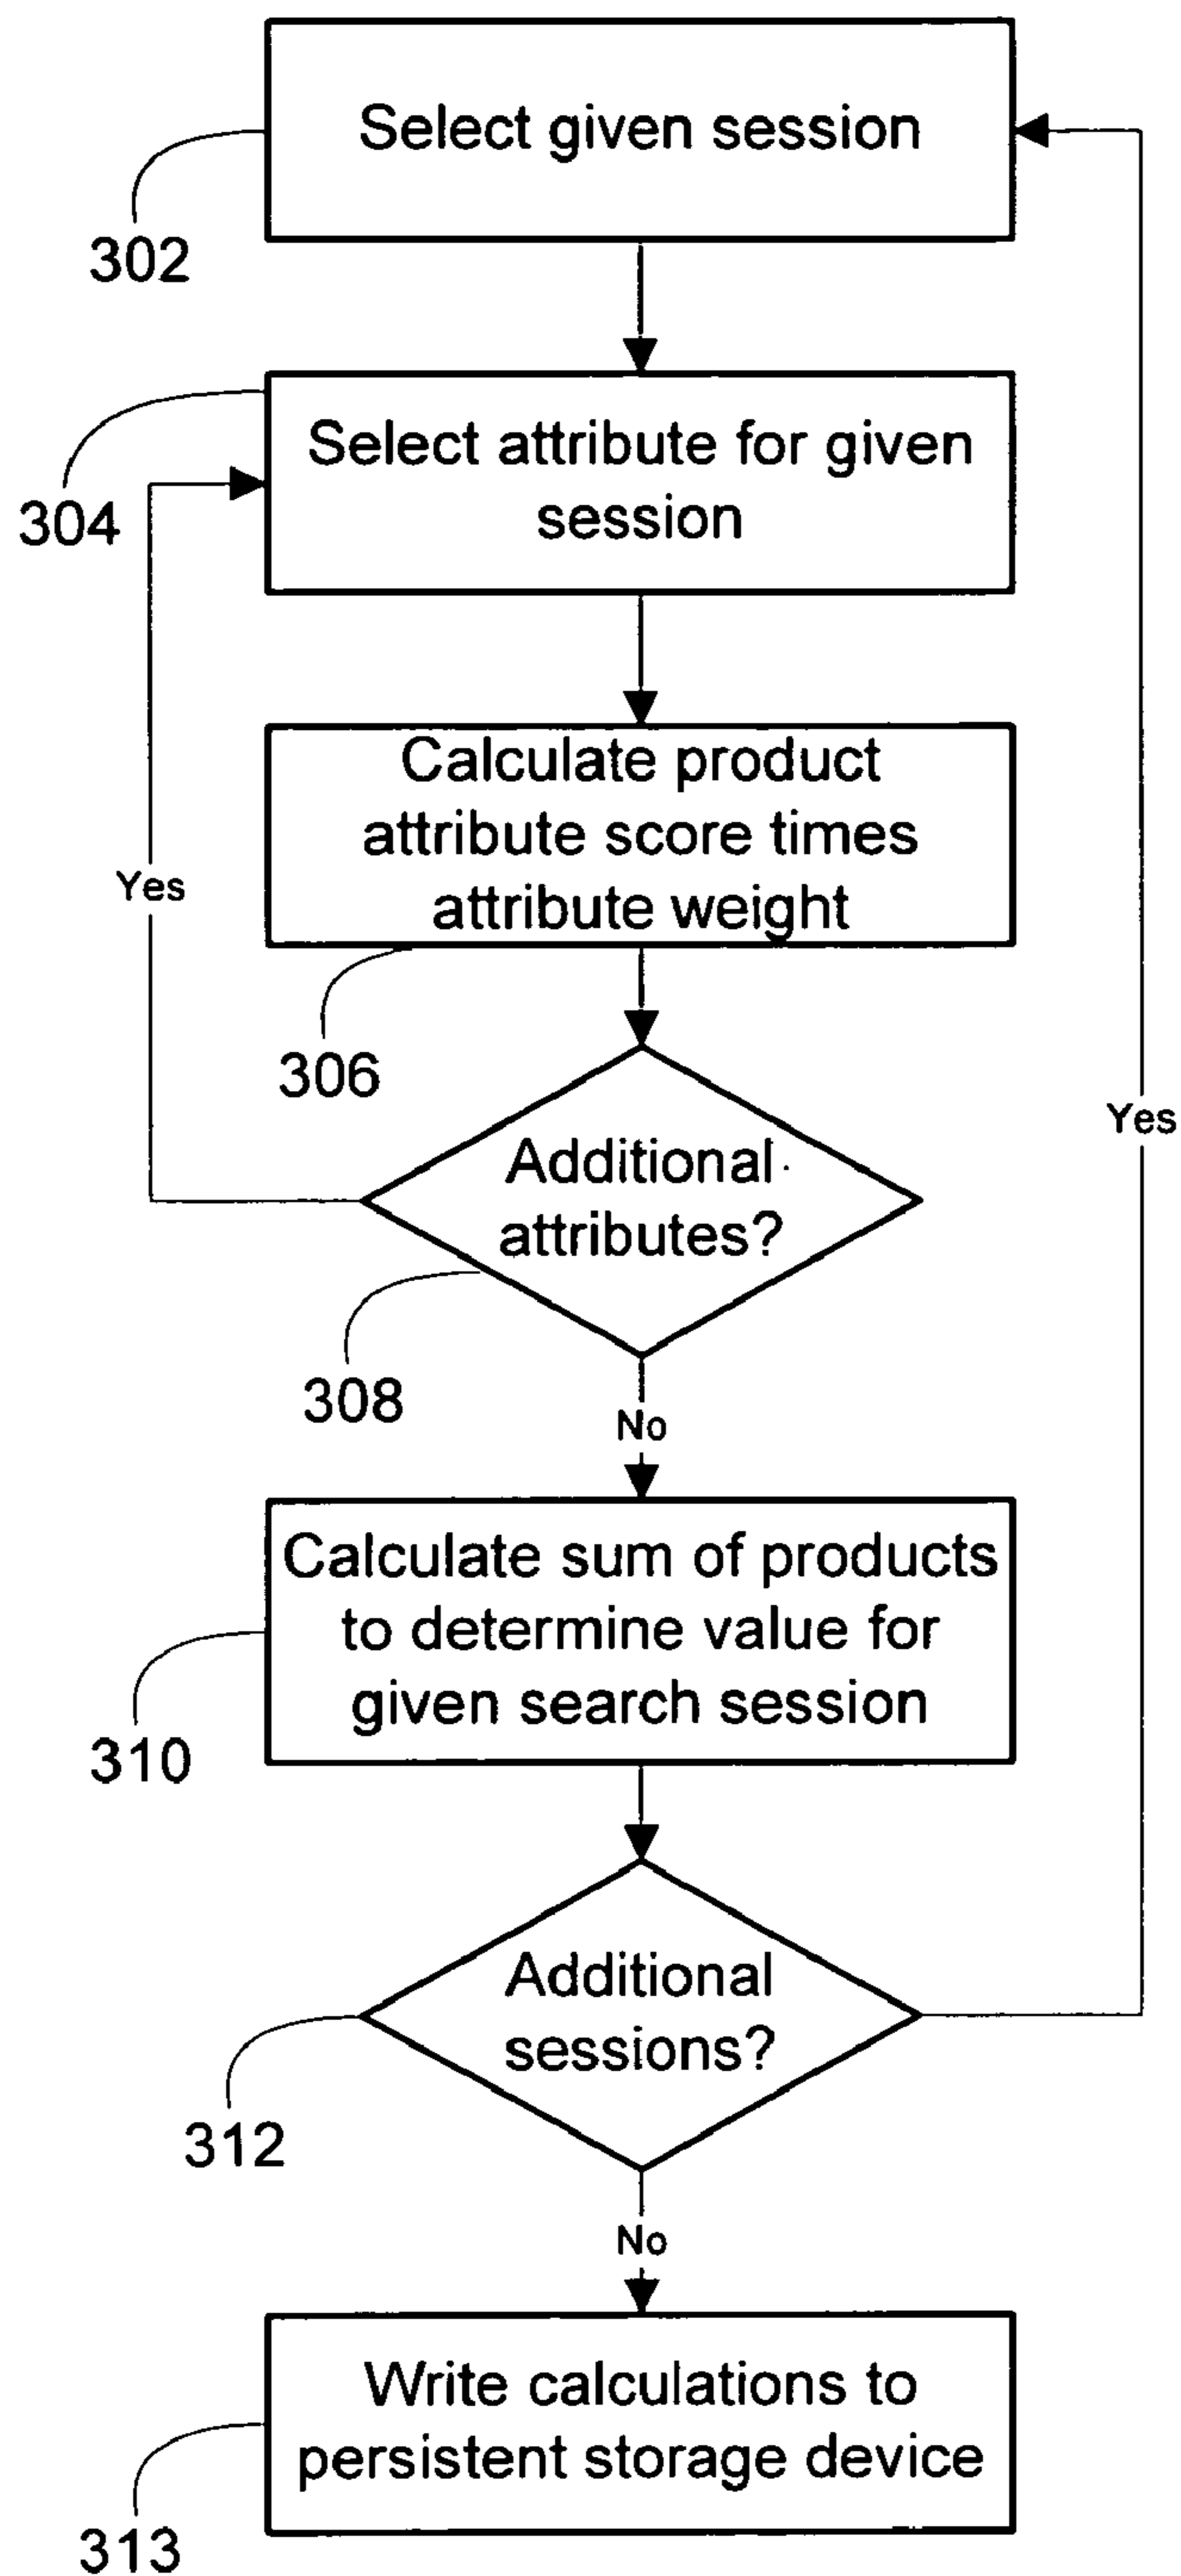 Select given session
302
Select attribute for given
session
304
Calculate product
attribute score times
attribute weight
Yes
306
Additional
attributes?
Yes
308
No
Calculate sum of products
to determine value for
given search session
310
Additional
sessions?
312
No
Write calculations to
persistent storage device
313